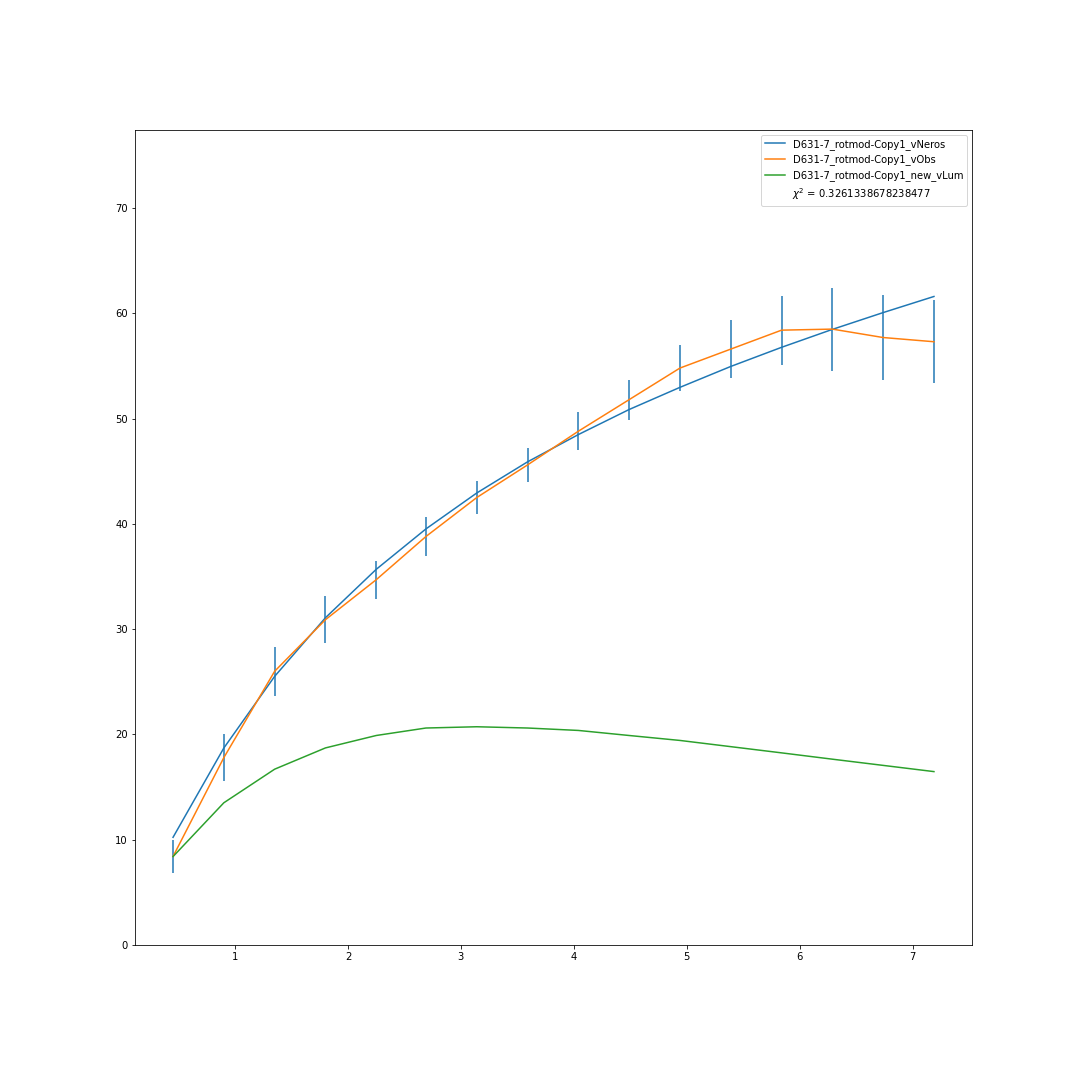 D631-7_rotmod-Copy1_vNeros
D631-7_rotmod-Copy1_vObs
D631-7_rotmod-Copy1_new_vLum
χ² = 0.3261338678238477
70
60
50
40
30
20
10
0
1 2 3 4 5 6 7